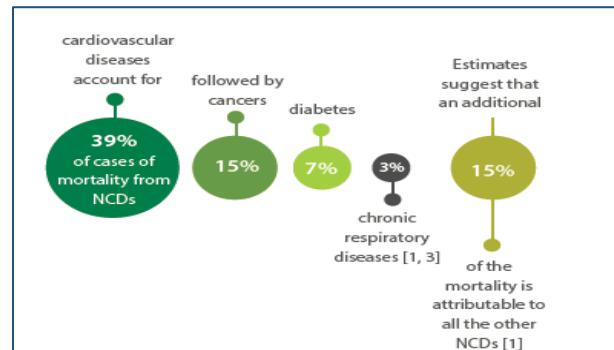 cardiovascular
diseases
account for
39%
of cases of
mortality from
NCDs
followed by
cancers
15%
diabetes
7%
3%
chronic
respiratory
diseases [1, 3]
Estimates
suggest that
an additional
15%
of the
mortality is
attributable to
all the other
NCDs [1]